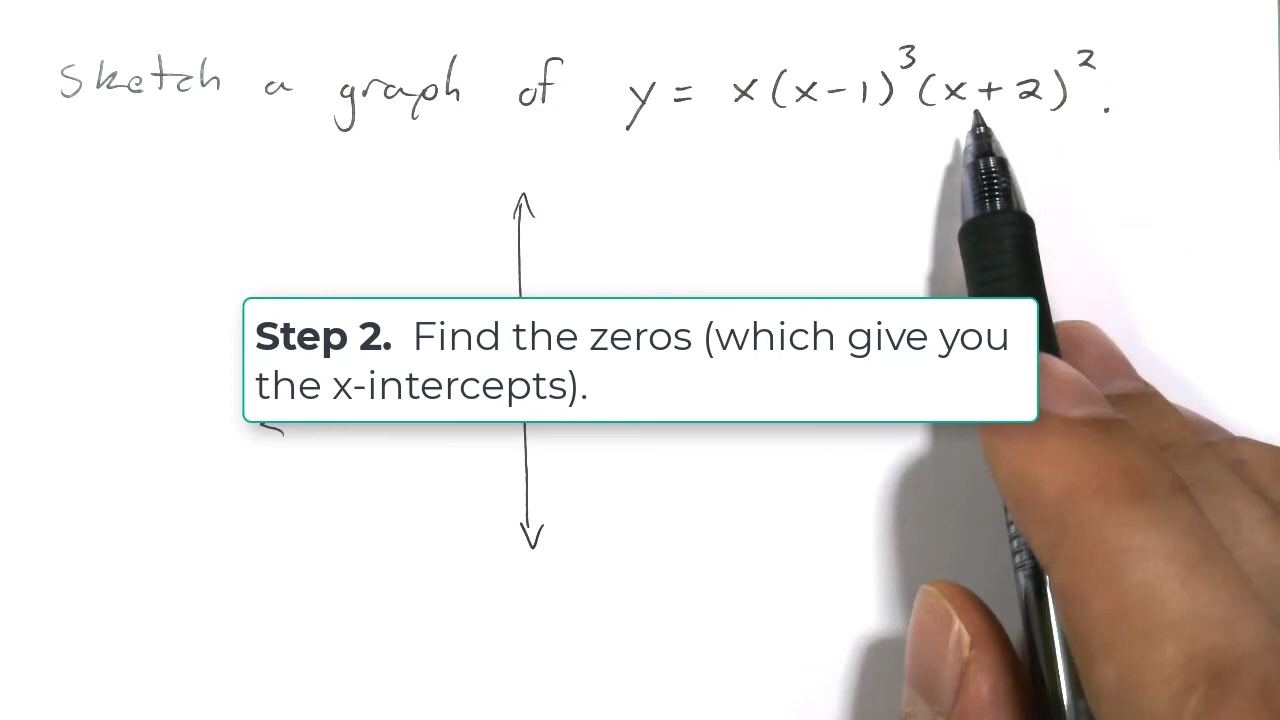 sketch a graph of y = x(x-1)³(x+2)².
Step 2. Find the zeros (which give you
the x-intercepts).